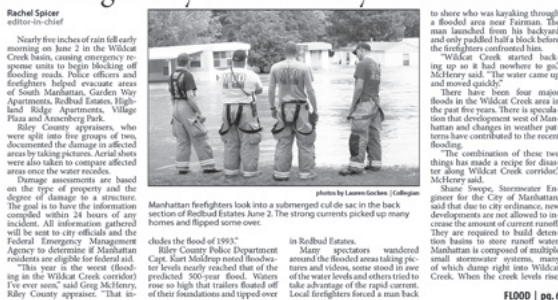 Rachel Spicer
editor-in-chief
Nearly five inches of rain fell early
morning on June 2 in the Wildcat
Creek basin, causing emergency re-
sponse units to begin blocking off
flooding roads. Police officers and
firefighters helped evacuate areas
of South Manhattan, Garden Way
Apartments, Redbud Estates, High-
land Ridge Apartments, Village
Plaza and Annenberg Park.
Riley County appraisers, who
were split into five groups of two,
documented the damage in affected
areas by taking pictures. Aerial shots
were also taken to compare affected
areas once the water recedes.
Damage assessments are based
on the type of property and the
degree of damage to a structure.
The goal is to have the information
compiled within 24 hours of any
incident. All information gathered
will be sent to city officials and the
Federal Emergency Management
Agency to determine if Manhattan
residents are eligible for federal aid.
"This year is the worst (flood-
ing in the Wildcat Creek corridor)
I've ever seen," said Greg McHenry,
Riley County appraiser. "That in-
photos by Lauren Gocken | Collegian
Manhattan firefighters look into a submerged cul de sac in the back
section of Redbud Estates June 2. The strong currents picked up many
homes and flipped some over.
cludes the flood of 1993."
Riley County Police Department
Capt. Kurt Moldrup noted floodwa-
ter levels nearly reached that of the
predicted 500-year flood. Waters
rose so high that trailers floated off
of their foundations and tipped over
in Redbud Estates.
Many spectators wandered
around the flooded areas taking pic-
tures and videos, some stood in awe
of the water levels and others tried to
take advantage of the rapid current.
Local firefighters forced a man back
to shore who was kayaking through
a flooded area near Fairman. The
man launched from his backyard
and only paddled half a block before
the firefighters confronted him.
"Wildcat Creek started back-
ing up so it had nowhere to go,"
McHenry said. "The water came up
and moved quickly."
There have been four major
floods in the Wildcat Creek area in
the past five years. There is specula-
tion that development west of Man-
hattan and changes in weather pat-
terns have contributed to the recent
flooding.
"The combination of these two
things has made a recipe for disas-
ter along Wildcat Creek corridor,"
McHenry said.
Shane Swope, Stormwater En-
gineer for the City of Manhattan,
said that due to city ordinance, new
developments are not allowed to in-
crease the amount of current runoff.
They are required to build deten-
tion basins to store runoff water.
Manhattan is composed of multiple
small stormwater systems, many
of which dump right into Wildcat
Creek. When the creek levels rise,
FLOOD |